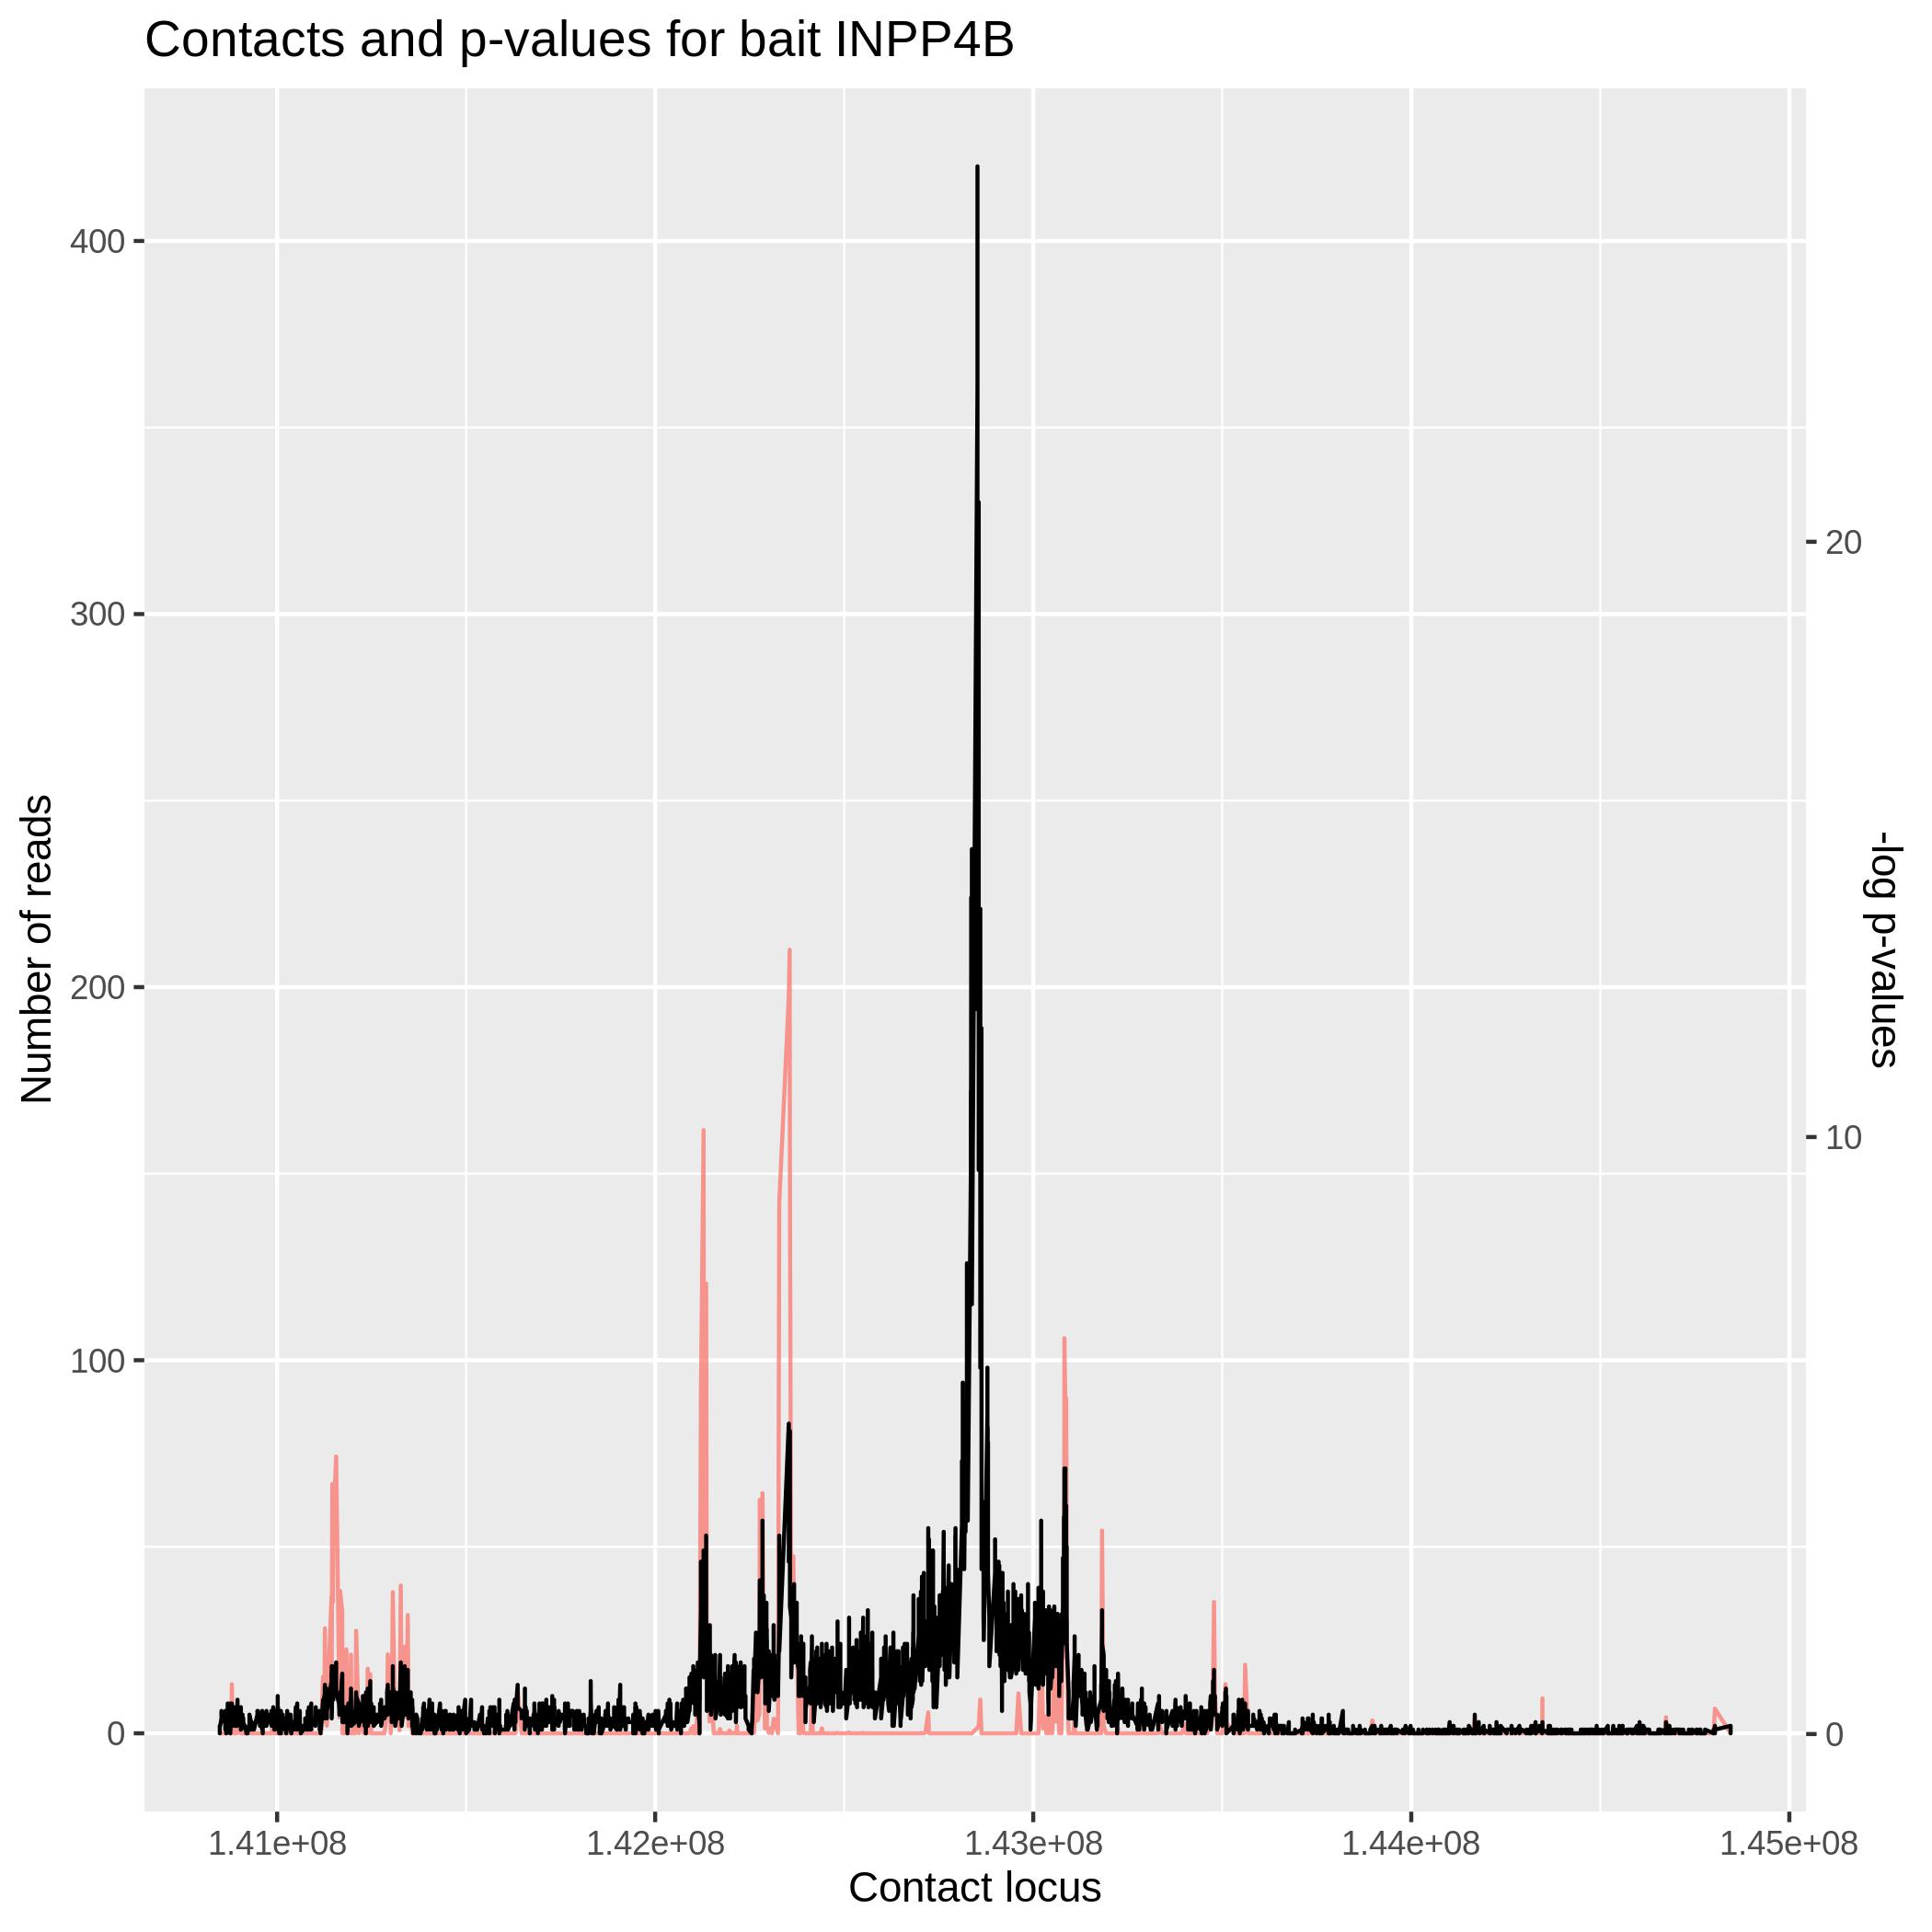 Contacts and p-values for bait INPP4B
400
300
200
100
0
Number of reads
20
10
0
-log p-values
1.41e+08
1.42e+08
1.43e+08
1.44e+08
1.45e+08
Contact locus